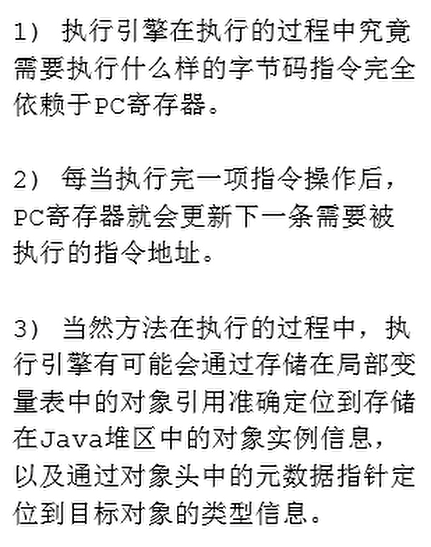 1) 执行引擎在执行的过程中究竟
需要执行什么样的字节码指令完全
依赖于PC寄存器。
2) 每当执行完一项指令操作后，
PC寄存器就会更新下一条需要被
执行的指令地址。
3) 当然方法在执行的过程中，执
行引擎有可能会通过存储在局部变
量表中的对象引用准确定位到存储
在Java堆区中的对象实例信息，
以及通过对象头中的元数据指针定
位到目标对象的类型信息。